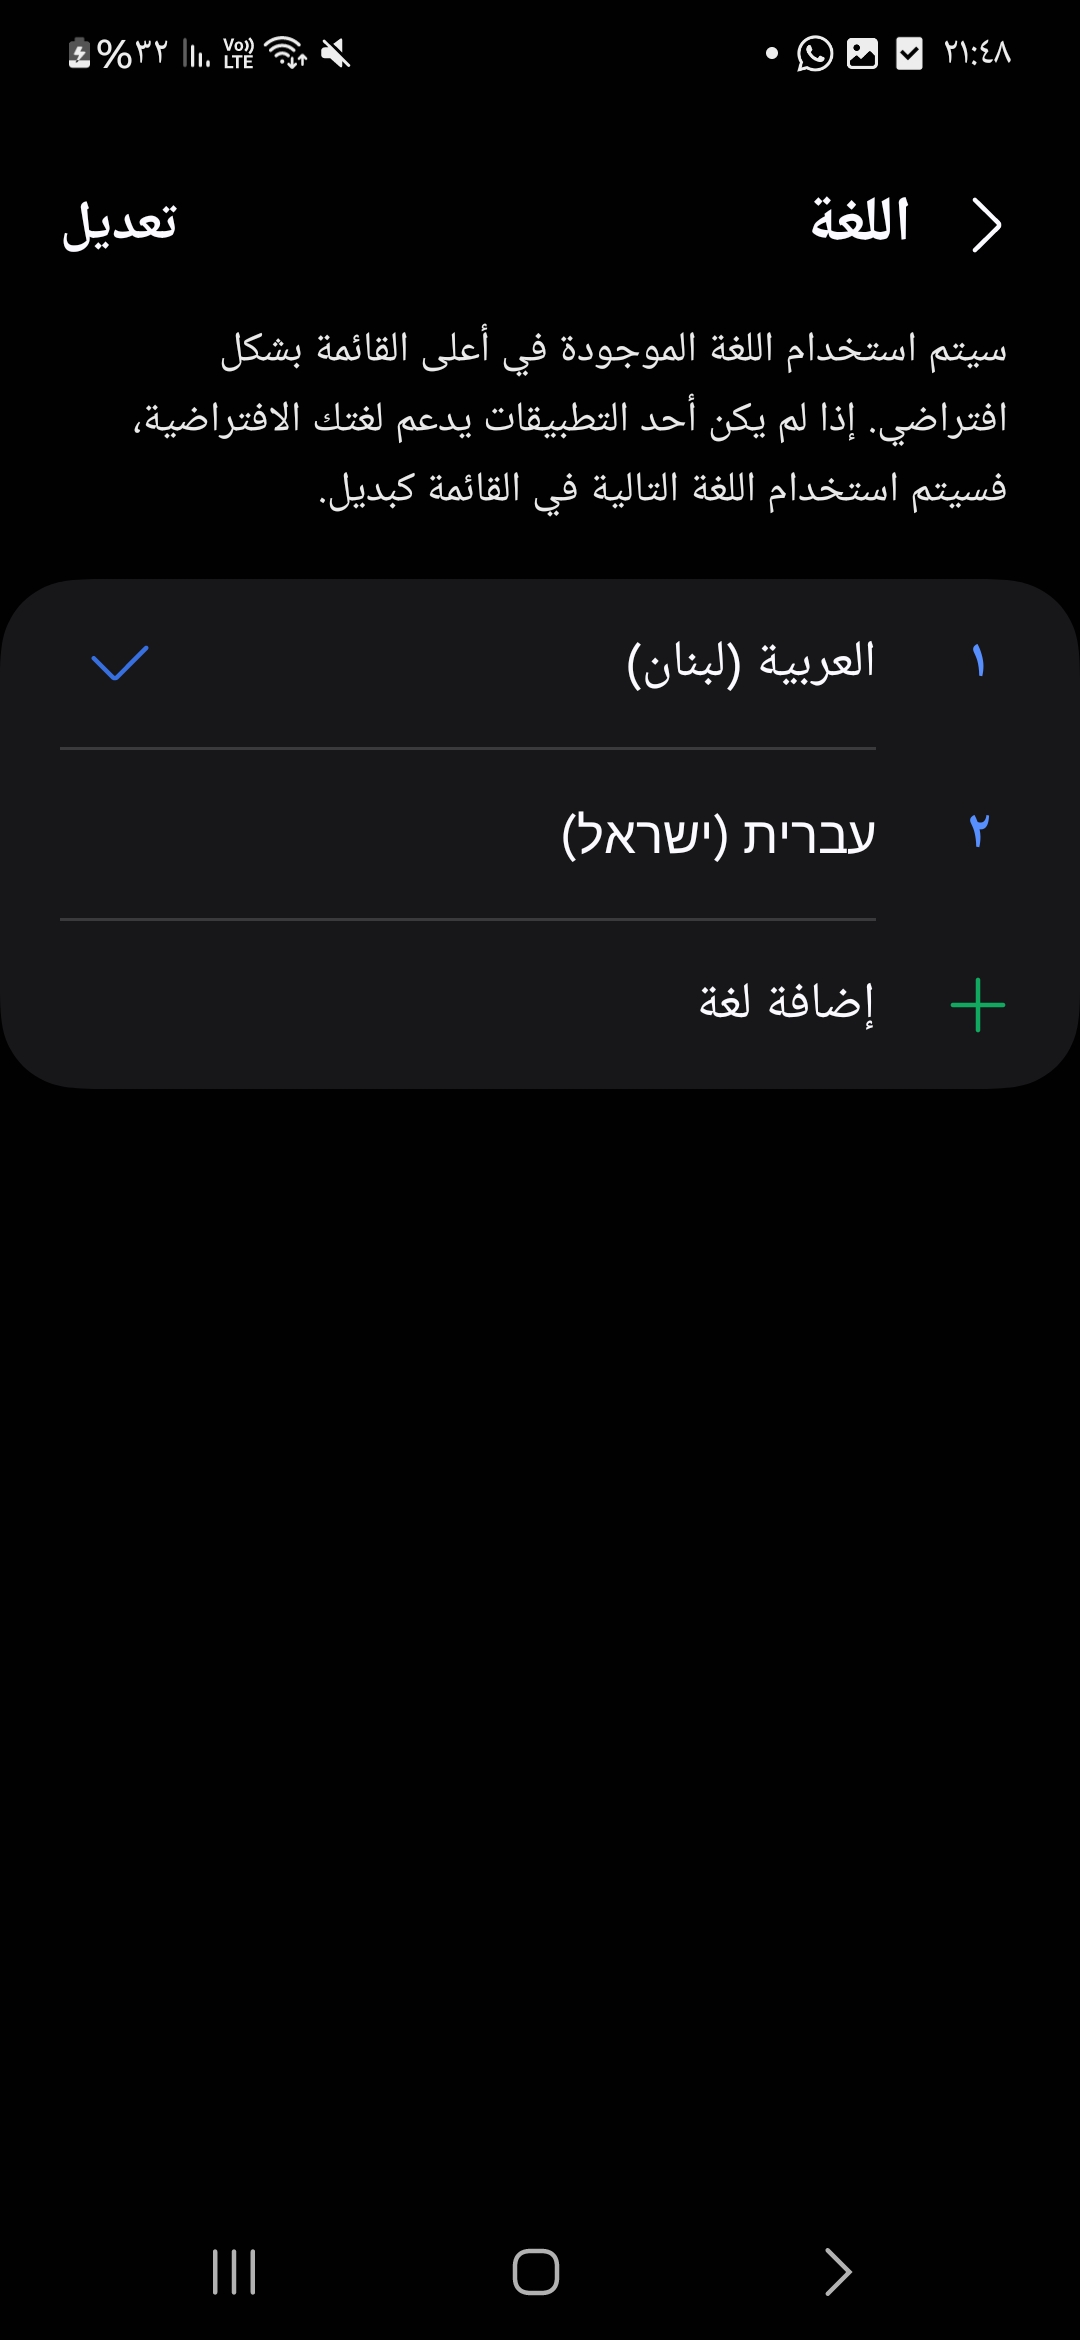 ٢١:٤٨
Vo)) LTE
%٣٢
اللغة
تعديل
سيتم استخدام اللغة الموجودة في أعلى القائمة بشكل
افتراضي. إذا لم يكن أحد التطبيقات يدعم لغتك الافتراضية،
فسيتم استخدام اللغة التالية في القائمة كبديل.
١ العربية (لبنان)
٢ עברית (ישראל)
إضافة لغة